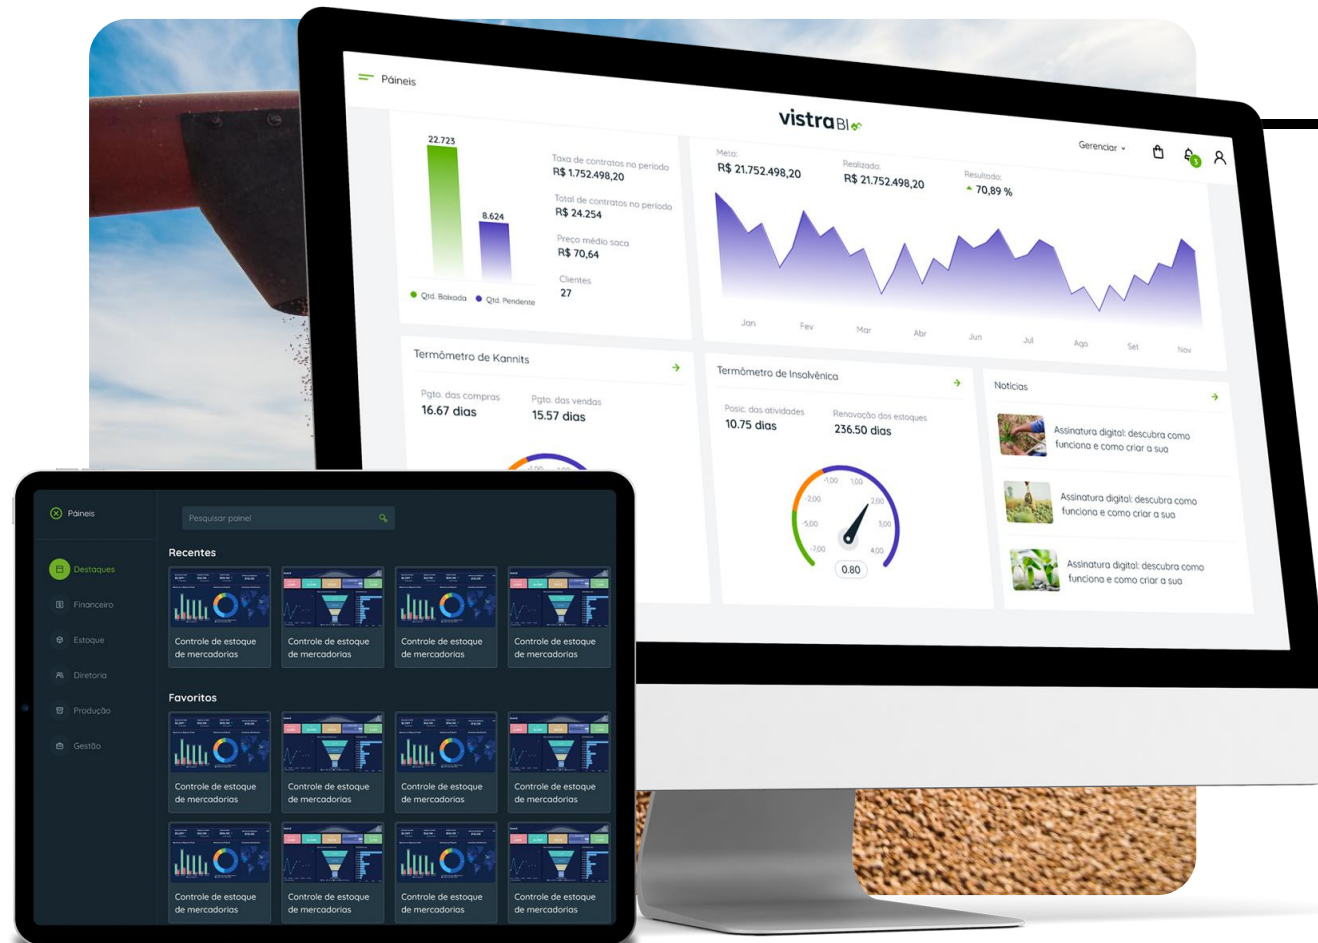 Páineis
vistra BI
Gerenciar
3
22.723
8.624
Qtd. Baixada
Qtd. Pendente
Taxa de contratos no período
R$ 1.752.498,20
Total de contratos no período
R$ 24.254
Preço médio saca
R$ 70,64
Clientes
27
Meta:
R$ 21.752.498,20
Realizado:
R$ 21.752.498,20
Resultado:
70,89 %
Jan
Fev
Mar
Abr
Jun
Jul
Ago
Set
Nov
Termômetro de Kannits
Pgto. das compras
16.67 dias
Pgto. das vendas
15.57 dias
-1,00 1,00
Termômetro de Insolvênica
Posic. das atividades
10.75 dias
Renovação dos estoques
236.50 dias
-1,00 1,00
-2,00 2,00
-5,00 3,00
-7,00 4,00
0.80
Notícias
Assinatura digital: descubra como
funciona e como criar a sua
Assinatura digital: descubra como
funciona e como criar a sua
Assinatura digital: descubra como
funciona e como criar a sua
Páineis
Pesquisar painel
Destaques
Financeiro
Estoque
Diretoria
Produção
Gestão
Recentes
Controle de estoque
de mercadorias
Controle de estoque
de mercadorias
Controle de estoque
de mercadorias
Controle de estoque
de mercadorias
Favoritos
Controle de estoque
de mercadorias
Controle de estoque
de mercadorias
Controle de estoque
de mercadorias
Controle de estoque
de mercadorias
Controle de estoque
de mercadorias
Controle de estoque
de mercadorias
Controle de estoque
de mercadorias
Controle de estoque
de mercadorias